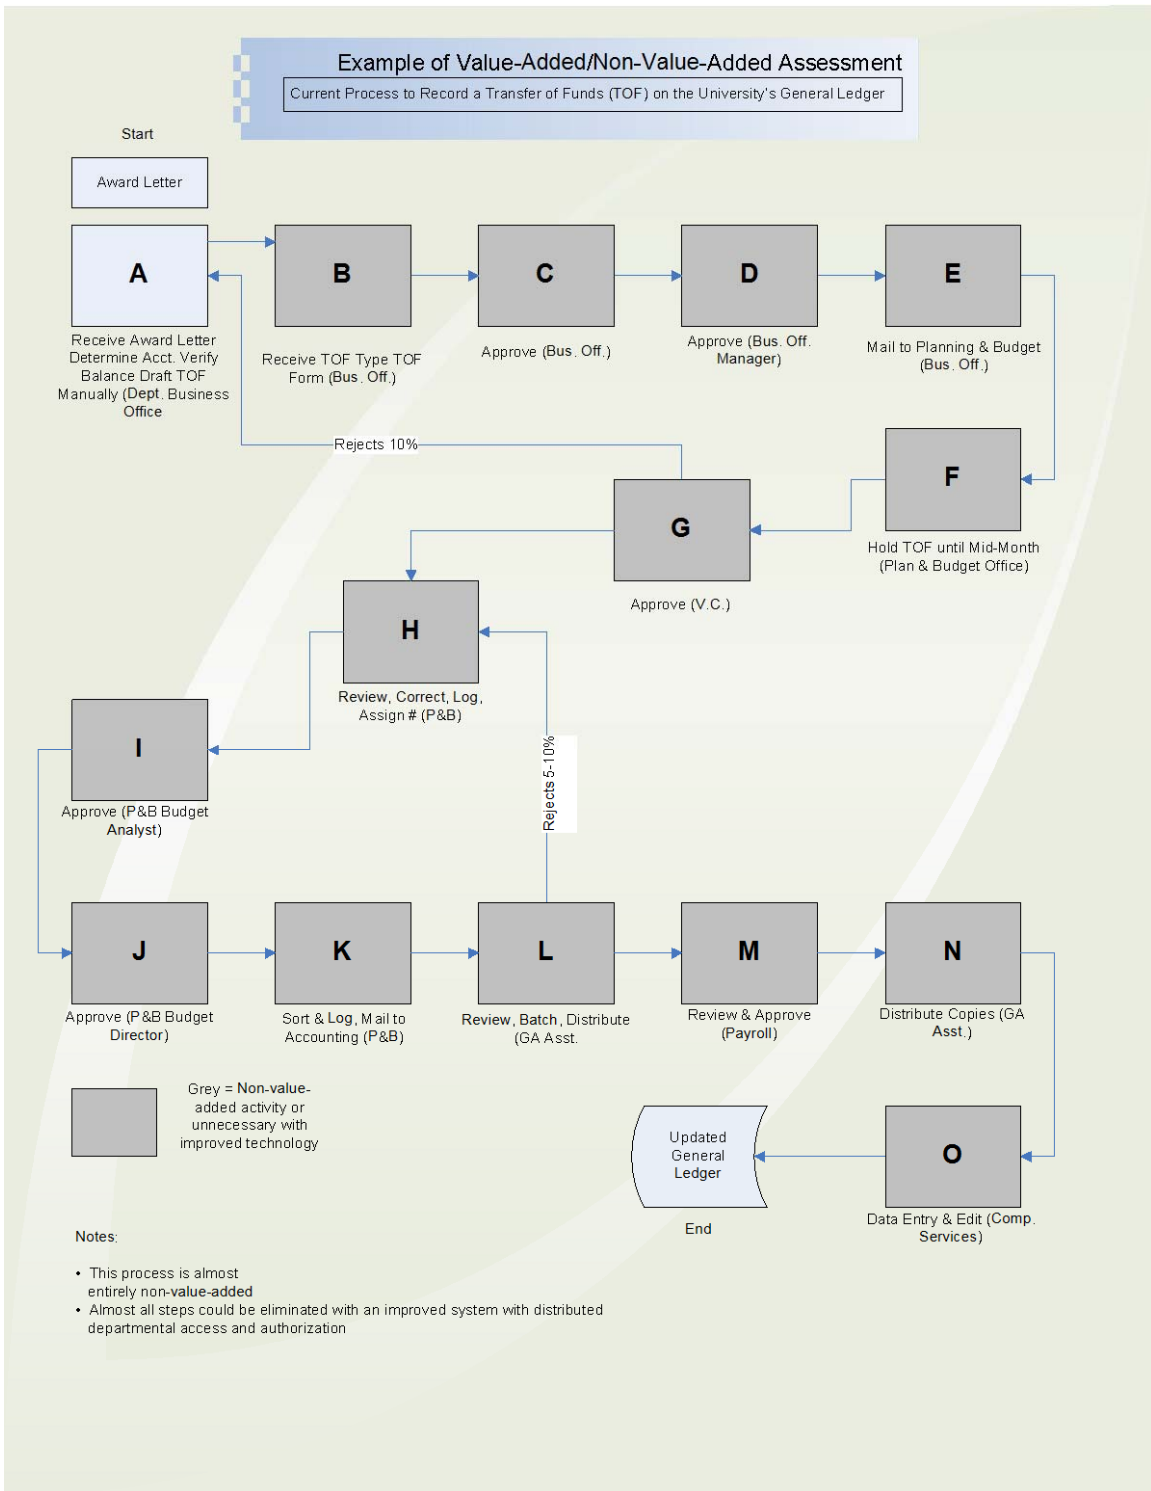 Example of Value-Added/Non-Value-Added Assessment
Current Process to Record a Transfer of Funds (TOF) on the University's General Ledger
Start
Award Letter
A
Receive Award Letter
Determine Acct. Verify
Balance Draft TOF
Manually (Dept. Business
Office
B
Receive TOF Type TOF
Form (Bus. Off.)
C
Approve (Bus. Off.)
D
Approve (Bus. Off.
Manager)
E
Mail to Planning & Budget
(Bus. Off.)
Rejects 10%
F
Hold TOF until Mid-Month
(Plan & Budget Office)
G
Approve (V.C.)
H
Review, Correct, Log,
Assign # (P&B)
I
Approve (P&B Budget
Analyst)
Rejects 5-10%
J
Approve (P&B Budget
Director)
K
Sort & Log, Mail to
Accounting (P&B)
L
Review, Batch, Distribute
(GA Asst.
M
Review & Approve
(Payroll)
N
Distribute Copies (GA
Asst.)
Grey = Non-value-
added activity or
unnecessary with
improved technology
Updated
General
Ledger
End
O
Data Entry & Edit (Comp.
Services)
Notes:
• This process is almost
entirely non-value-added
• Almost all steps could be eliminated with an improved system with distributed
departmental access and authorization